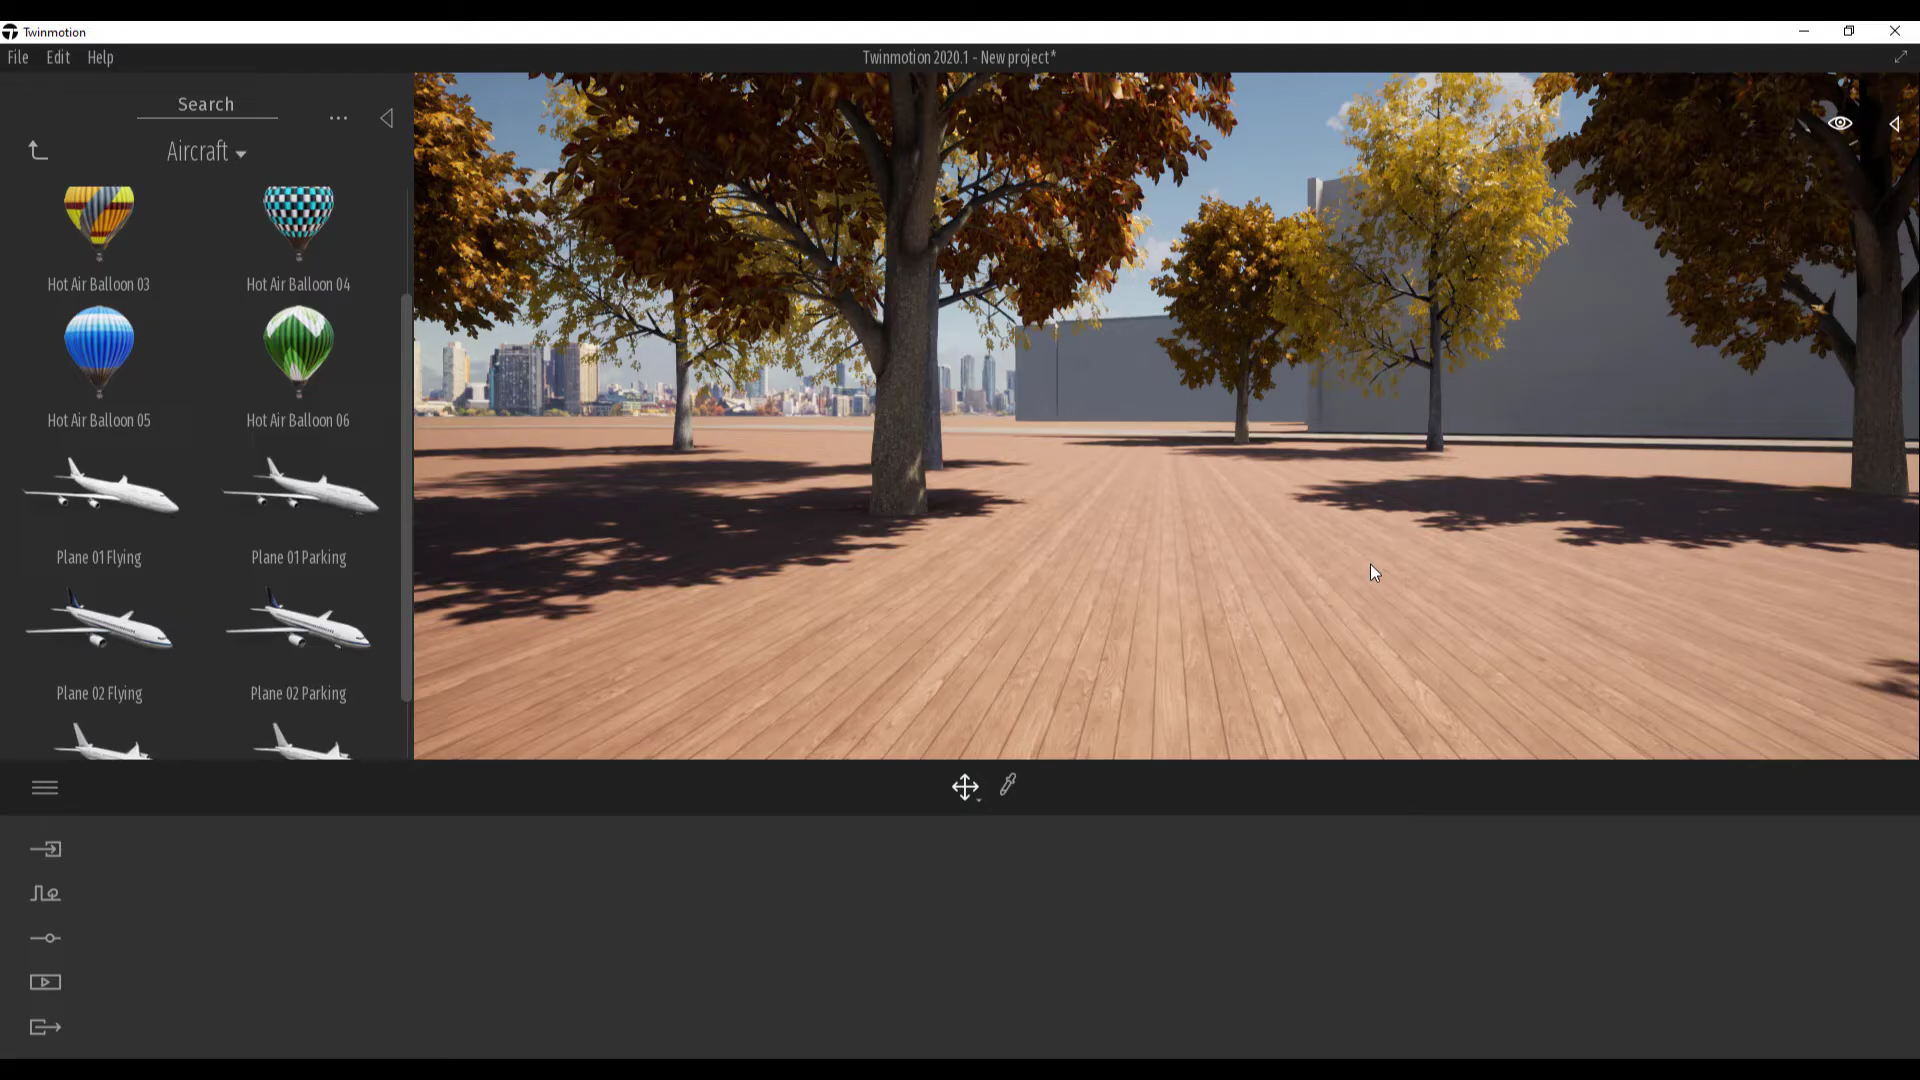 Twinmotion
File Edit Help
Twinmotion 2020.1 - New project*
Search
Aircraft
Hot Air Balloon 03
Hot Air Balloon 04
Hot Air Balloon 05
Hot Air Balloon 06
Plane 01 Flying
Plane 01 Parking
Plane 02 Flying
Plane 02 Parking